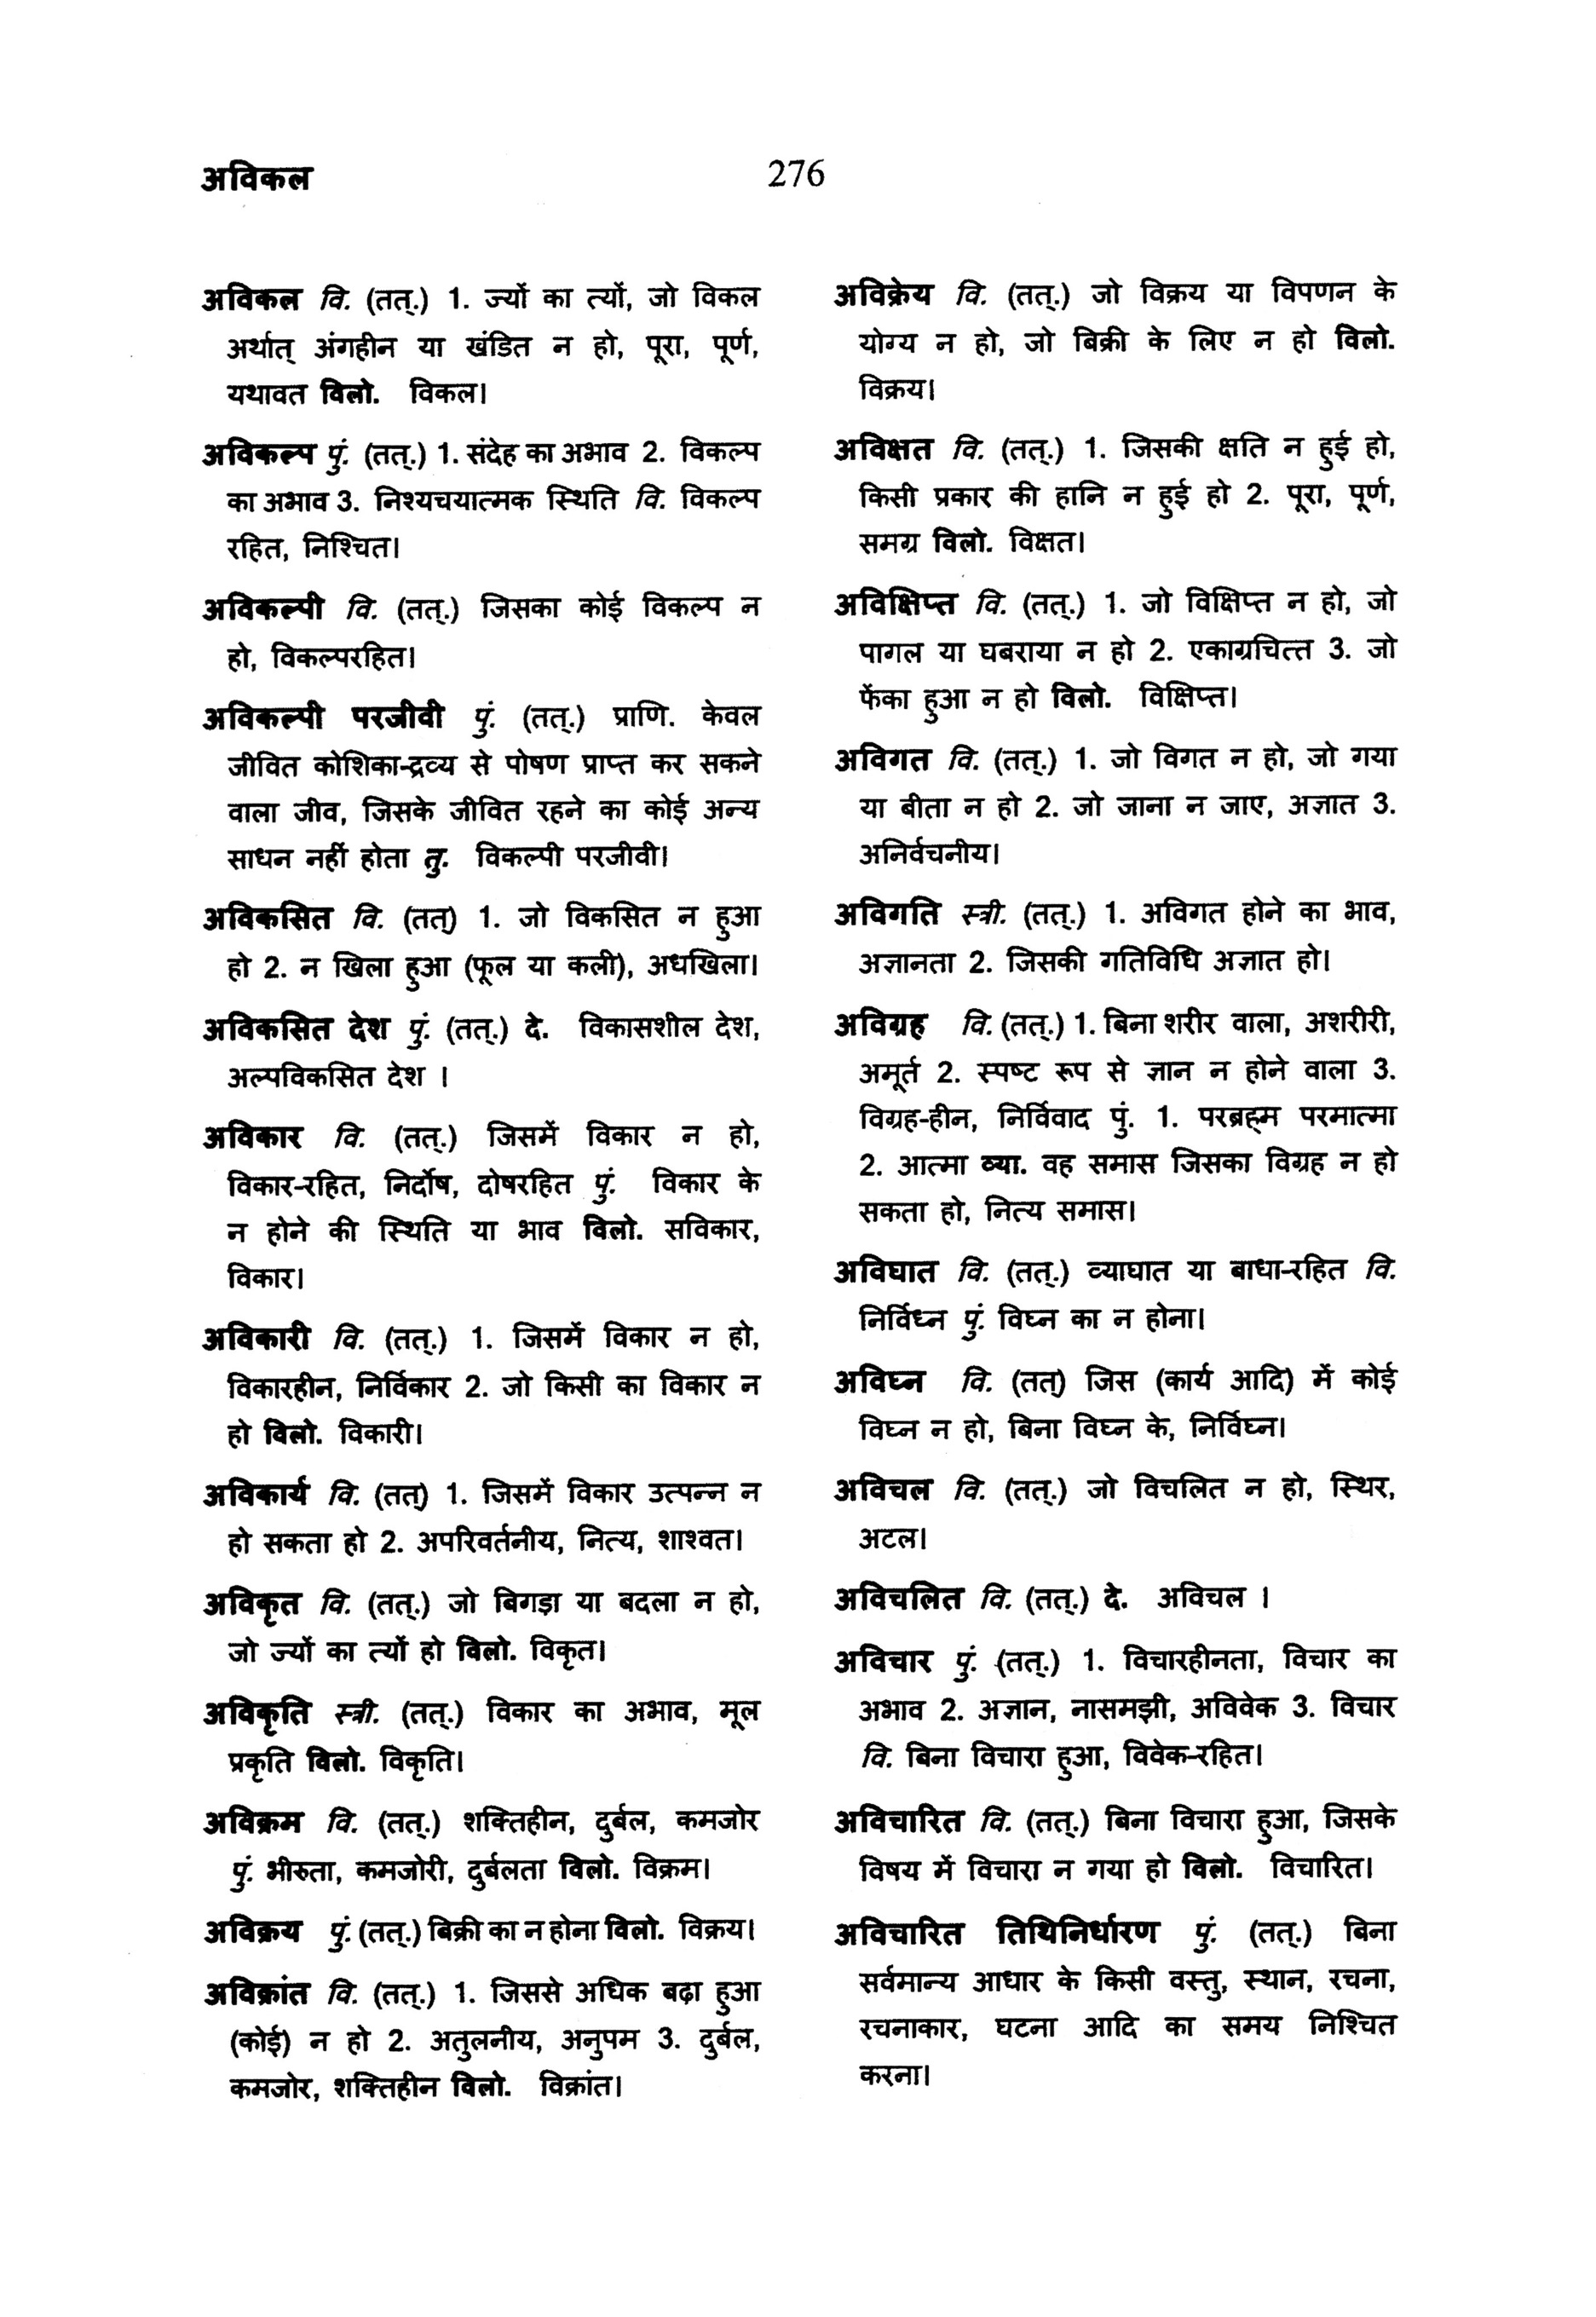 अविकल
276
अविकल वि. (तत्.) 1. ज्यों का त्यों, जो विकल
अर्थात् अंगहीन या खंडित न हो, पूरा, पूर्ण,
यथावत विलो. विकल।
अविकल्प पुं. (तत्.) 1. संदेह का अभाव 2. विकल्प
का अभाव 3. निश्यचयात्मक स्थिति वि. विकल्प
रहित, निश्चित।
अविकल्पी वि. (तत्.) जिसका कोई विकल्प न
हो, विकल्परहित।
अविकल्पी परजीवी पुं. (तत्.) प्राणि. केवल
जीवित कोशिका-द्रव्य से पोषण प्राप्त कर सकने
वाला जीव, जिसके जीवित रहने का कोई अन्य
साधन नहीं होता तु. विकल्पी परजीवी।
अविकसित वि. (तत्) 1. जो विकसित न हुआ
हो 2. न खिला हुआ (फूल या कली), अधखिला।
अविकसित देश पुं. (तत्.) दे. विकासशील देश,
अल्पविकसित देश ।
अविकार वि. (तत्.) जिसमें विकार न हो,
विकार-रहित, निर्दोष, दोषरहित पुं. विकार के
न होने की स्थिति या भाव विलो. सविकार,
विकार।
अविकारी वि. (तत्.) 1. जिसमें विकार न हो,
विकारहीन, निर्विकार 2. जो किसी का विकार न
हो विलो. विकारी।
अविकार्य वि. (तत्) 1. जिसमें विकार उत्पन्न न
हो सकता हो 2. अपरिवर्तनीय, नित्य, शाश्वत।
अविकृत वि. (तत्.) जो बिगड़ा या बदला न हो,
जो ज्यों का त्यों हो विलो. विकृत।
अविकृति स्त्री. (तत्.) विकार का अभाव, मूल
प्रकृति विलो. विकृति।
अविक्रम वि. (तत्.) शक्तिहीन, दुर्बल, कमजोर
पुं. भीरुता, कमजोरी, दुर्बलता विलो. विक्रम।
अविक्रय पुं. (तत्.) बिक्री का न होना विलो. विक्रय।
अविक्रांत वि. (तत्.) 1. जिससे अधिक बढ़ा हुआ
(कोई) न हो 2. अतुलनीय, अनुपम 3. दुर्बल,
कमजोर, शक्तिहीन विलो. विक्रांत।
अविक्रेय वि. (तत्.) जो विक्रय या विपणन के
योग्य न हो, जो बिक्री के लिए न हो विलो.
विक्रय।
अविक्षत वि. (तत्.) 1. जिसकी क्षति न हुई हो,
किसी प्रकार की हानि न हुई हो 2. पूरा, पूर्ण,
समग्र विलो. विक्षत।
अविक्षिप्त वि. (तत्.) 1. जो विक्षिप्त न हो, जो
पागल या घबराया न हो 2. एकाग्रचित्त 3. जो
फेंका हुआ न हो विलो. विक्षिप्त।
अविगत वि. (तत्.) 1. जो विगत न हो, जो गया
या बीता न हो 2. जो जाना न जाए, अज्ञात 3.
अनिर्वचनीय।
अविगति स्त्री. (तत्.) 1. अविगत होने का भाव,
अज्ञानता 2. जिसकी गतिविधि अज्ञात हो।
अविग्रह वि. (तत्.) 1. बिना शरीर वाला, अशरीरी,
अमूर्त 2. स्पष्ट रूप से ज्ञान न होने वाला 3.
विग्रह-हीन, निर्विवाद पुं. 1. परब्रह्म परमात्मा
2. आत्मा व्या. वह समास जिसका विग्रह न हो
सकता हो, नित्य समास।
अविघात वि. (तत्.) व्याघात या बाधा-रहित वि.
निर्विघ्न पुं. विघ्न का न होना।
अविघ्न वि. (तत्) जिस (कार्य आदि) में कोई
विघ्न न हो, बिना विघ्न के, निर्विघ्न।
अविचल वि. (तत्.) जो विचलित न हो, स्थिर,
अटल।
अविचलित वि. (तत्.) दे. अविचल ।
अविचार पुं. (तत्.) 1. विचारहीनता, विचार का
अभाव 2. अज्ञान, नासमझी, अविवेक 3. विचार
वि. बिना विचारा हुआ, विवेक-रहित।
अविचारित वि. (तत्.) बिना विचारा हुआ, जिसके
विषय में विचारा न गया हो विलो. विचारित।
अविचारित तिथिनिर्धारण पुं. (तत्.) बिना
सर्वमान्य आधार के किसी वस्तु, स्थान, रचना,
रचनाकार, घटना आदि का समय निश्चित
करना।